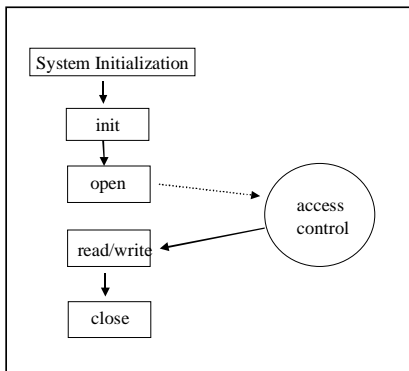 System Initialization
init
open
access
control
read/write
close